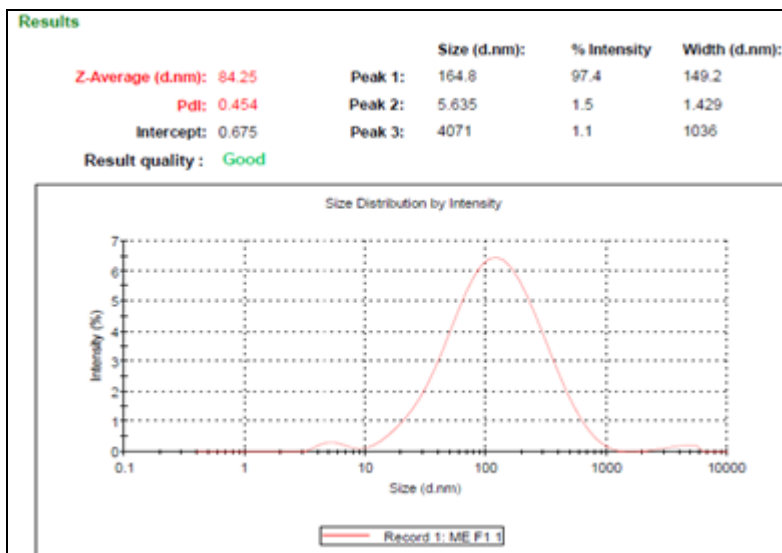 Results
Size (d.nm): % Intensity Width (d.nm):
Z-Average (d.nm): 84.25 Peak 1: 164.8 97.4 149.2
PdI: 0.454 Peak 2: 5.635 1.5 1.429
Intercept: 0.675 Peak 3: 4071 1.1 1036
Result quality : Good
Size Distribution by Intensity
7
6
5
4
3
2
1
0
Intensity (%)
0.1 1 10 100 1000 10000
Size (d.nm)
Record 1: ME F1 1